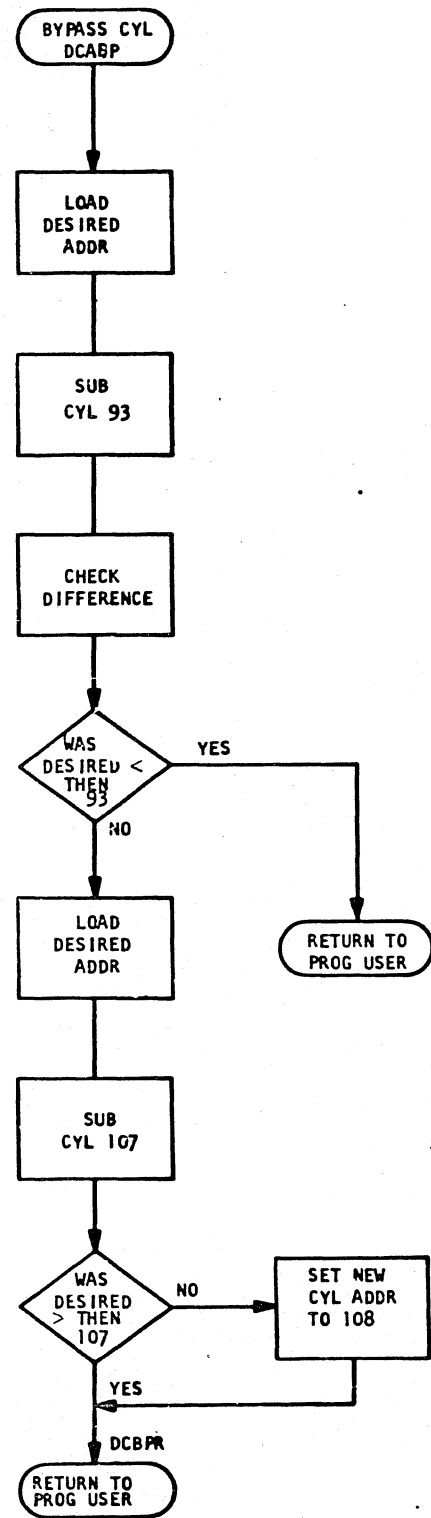 BYPASS CYL
DCABP
LOAD
DESIRED
ADDR
SUB
CYL 93
CHECK
DIFFERENCE
WAS
DESIRED <
THEN
93
YES
NO
RETURN TO
PROG USER
LOAD
DESIRED
ADDR
SUB
CYL 107
WAS
DESIRED
> THEN
107
NO
SET NEW
CYL ADDR
TO 108
YES
DCBPR
RETURN TO
PROG USER